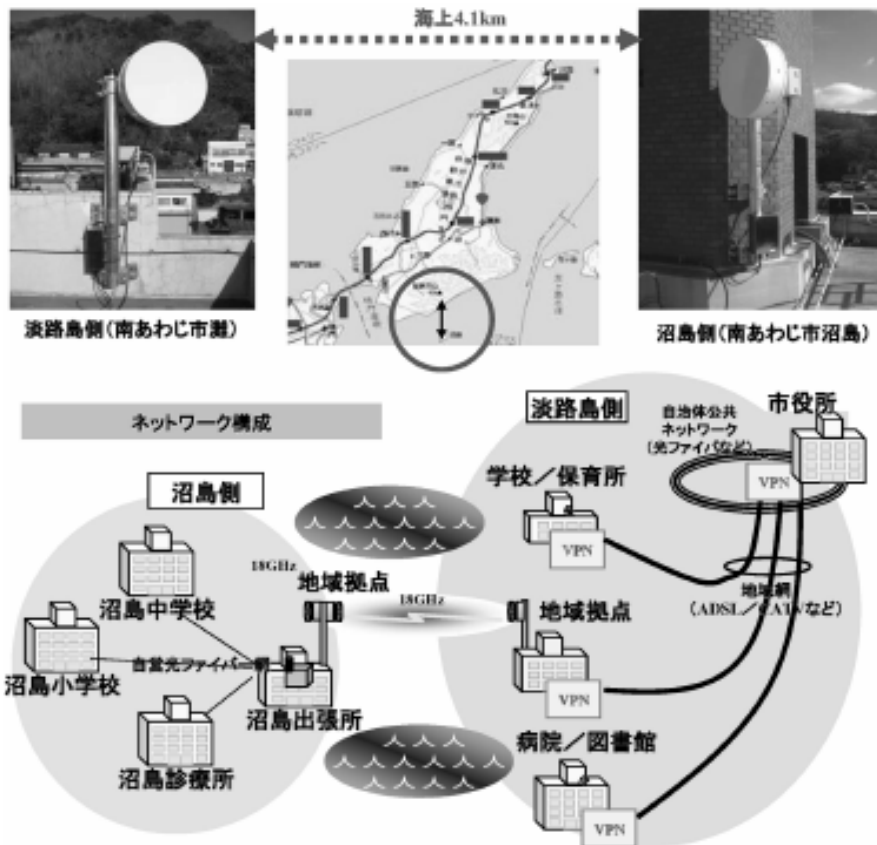 海上4.1km
淡路島側(南あわじ市灘)
沼島側(南あわじ市沼島)
ネットワーク構成
淡路島側
市役所
自治体公共
ネットワーク
(光ファイバなど)
VPN
学校/保育所
VPN
沼島側
沼島中学校
18GHz
地域拠点
18GHz
地域拠点
VPN
地域網
(ADSL/CATVなど)
沼島小学校
自営光ファイバー網
沼島出張所
沼島診療所
病院/図書館
VPN